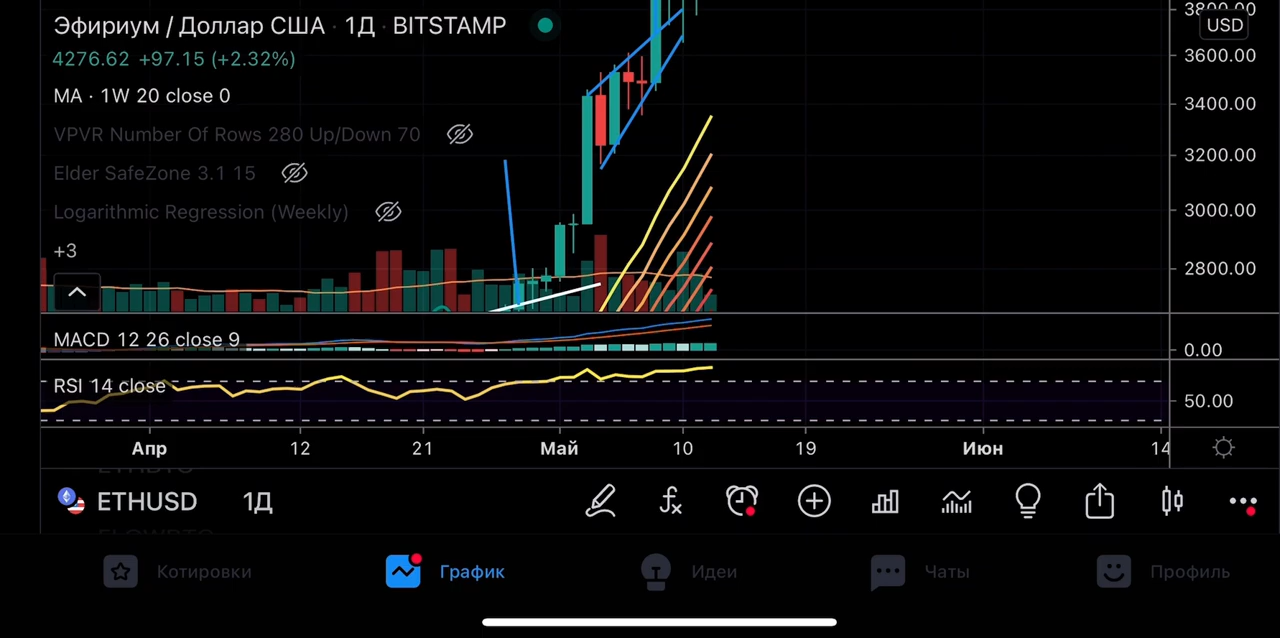 Эфириум / Доллар США · 1Д · BITSTAMP
4276.62 +97.15 (+2.32%)
MA · 1W 20 close 0
VPVR Number Of Rows 280 Up/Down 70
Elder SafeZone 3.1 15
Logarithmic Regression (Weekly)
+3
USD
3600.00
3400.00
3200.00
3000.00
2800.00
MACD 12 26 close 9
0.00
RSI 14 close
50.00
Апр 12 21 Май 10 19 Июн 14
ETHUSD 1Д
Котировки График Идеи Чаты Профиль